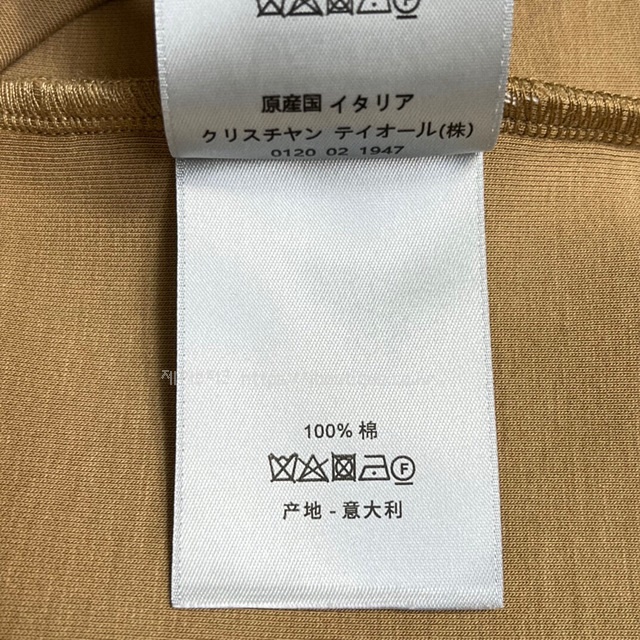 原産国 イタリア
クリスチャン テイオール(株)
0120 02 1947
100% 棉
F
产地 - 意大利